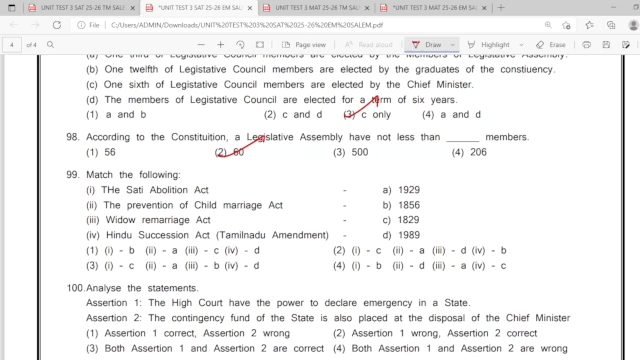 UNIT TEST 3 SAT 25-26 TM SALE
*UNIT TEST 3 SAT 25-26 EM SALE
UNIT TEST 3 MAT 25-26 TM SAL
*UNIT TEST 3 MAT 25-26 EM SAL
File C:/Users/ADMIN/Downloads/UNIT%20TEST%203%20SAT%2025-26%20EM%20SALEM.pdf
4 of 4 Page view Read aloud Draw Highlight Erase
(b) One twelfth of Legislative Council members are elected by the graduates of the constiuency.
(c) One sixth of Legislative Council members are elected by the Chief Minister.
(d) The members of Legislative Council are elected for a term of six years.
(1) a and b (2) c and d (3) c only (4) a and d
98. According to the Constituition, a Legislative Assembly have not less than ______ members.
(1) 56 (2) 60 (3) 500 (4) 206
99. Match the following:
(i) THe Sati Abolition Act - a) 1929
(ii) The prevention of Child marriage Act - b) 1856
(iii) Widow remarriage Act - c) 1829
(iv) Hindu Succession Act (Tamilnadu Amendment) - d) 1989
(1) (i) - b (ii) - a (iii) - c (iv) - d (2) (i) - c (ii) - a (iii) - d (iv) - b
(3) (i) - c (ii) - a (iii) - b (iv) - d (4) (i) - b (ii) - d (iii) - a (iv) - c
100. Analyse the statements.
Assertion 1: The High Court have the power to declare emergency in a State.
Assertion 2: The contingency fund of the State is also placed at the disposal of the Chief Minister
(1) Assertion 1 correct, Assertion 2 wrong (2) Assertion 1 wrong, Assertion 2 correct
(3) Both Assertion 1 and Assertion 2 are correct (4) Both Assertion 1 and Assertion 2 are wrong